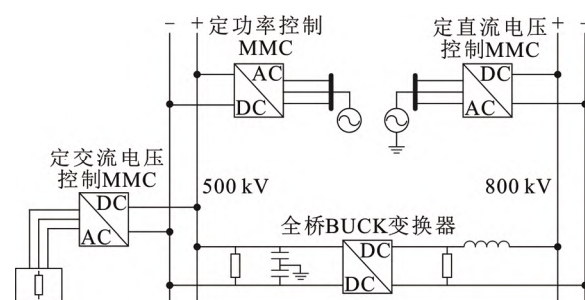 − + 定功率控制 定直流电压 + −
MMC 控制MMC
AC DC
DC AC
定交流电压
控制MMC
500 kV 800 kV
DC
AC
全桥BUCK变换器
DC
DC